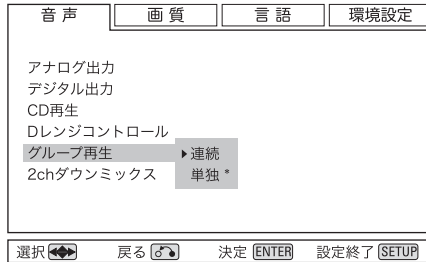 音声 画質 言語 環境設定
アナログ出力
デジタル出力
CD再生
Dレンジコントロール
グループ再生 ▶連続
2chダウンミックス 単独 *
選択 戻る 決定 ENTER 設定終了 SETUP